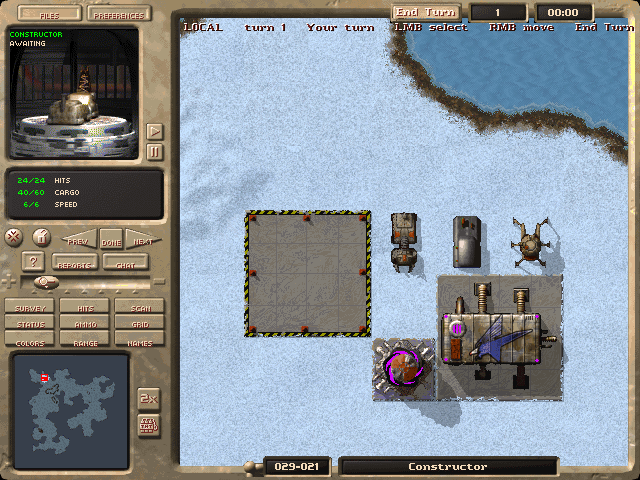 FILES PREFERENCES
End Turn 1 00:00
LOCAL turn 1 Your turn LMB select RMB move End Turn
CONSTRUCTOR
AWAITING
24/24 HITS
40/60 CARGO
6/6 SPEED
PREV DONE NEXT
? REPORTS CHAT
SURVEY HITS SCAN
STATUS AMMO GRID
COLORS RANGE NAMES
2x
029-021 Constructor